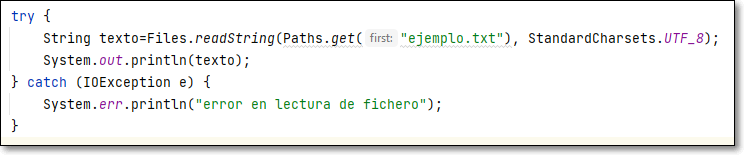 try {
String texto=Files.readString(Paths.get( first: "ejemplo.txt"), StandardCharsets.UTF_8);
System.out.println(texto);
} catch (IOException e) {
System.err.println("error en lectura de fichero");
}